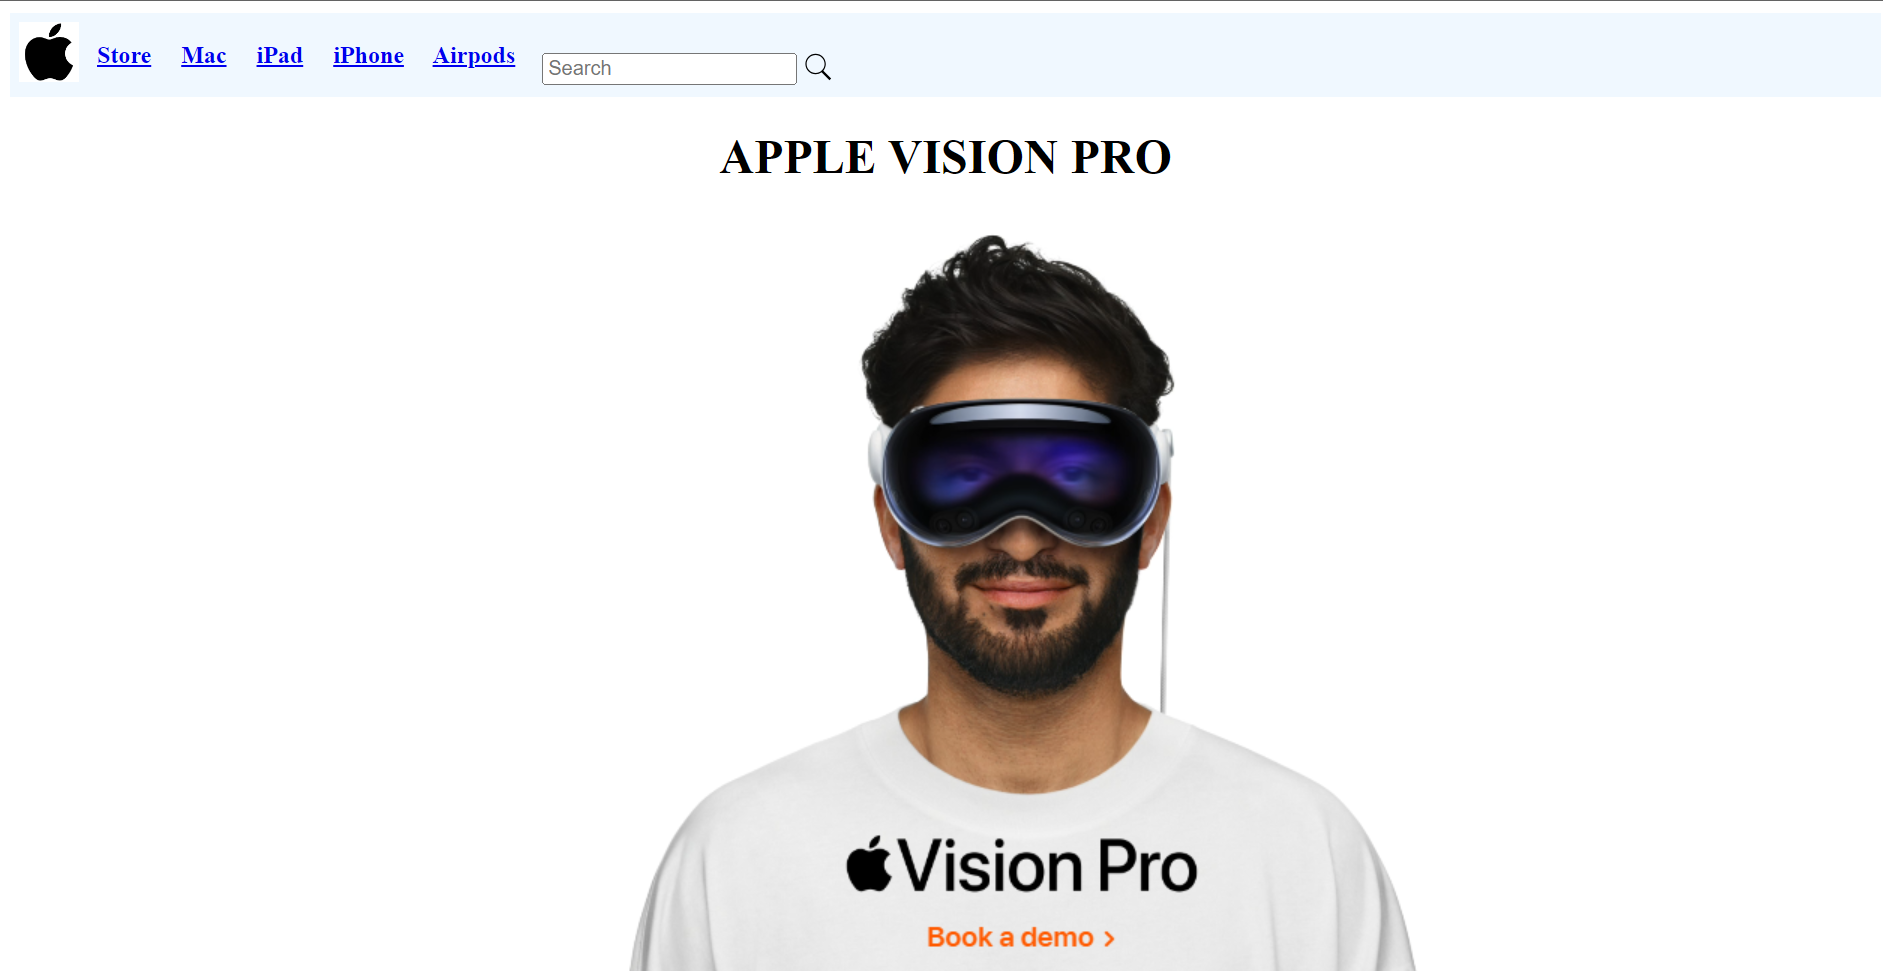 Store Mac iPad iPhone Airpods Search
APPLE VISION PRO
Vision Pro
Book a demo >